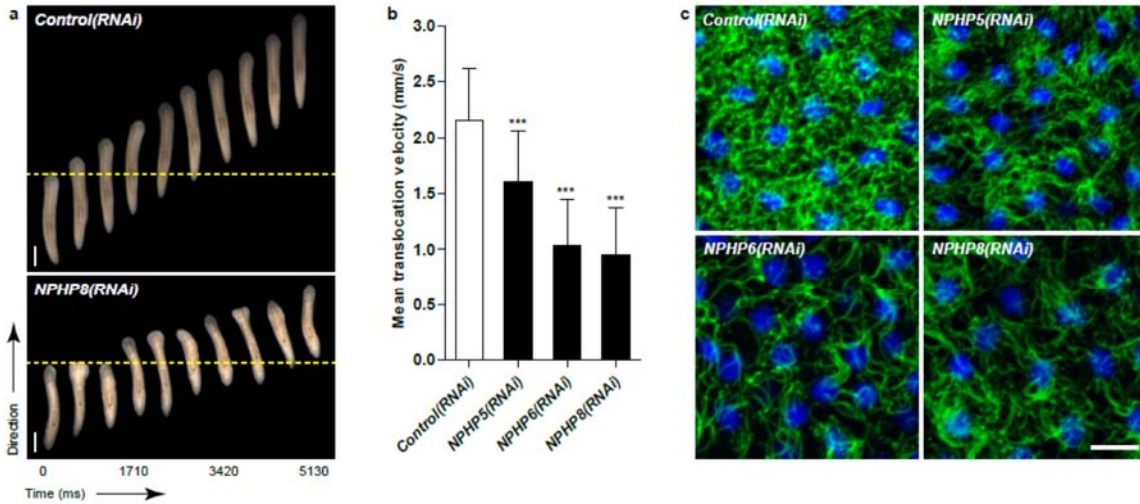 a
Control(RNAi)
NPHP8(RNAi)
Direction
0 1710 3420 5130
Time (ms)
b
Mean translocation velocity (mm/s)
3.0
2.5
2.0
1.5
1.0
0.5
0.0
***
***
***
Control(RNAi)
NPHP5(RNAi)
NPHP6(RNAi)
NPHP8(RNAi)
c
Control(RNAi)
NPHP5(RNAi)
NPHP6(RNAi)
NPHP8(RNAi)